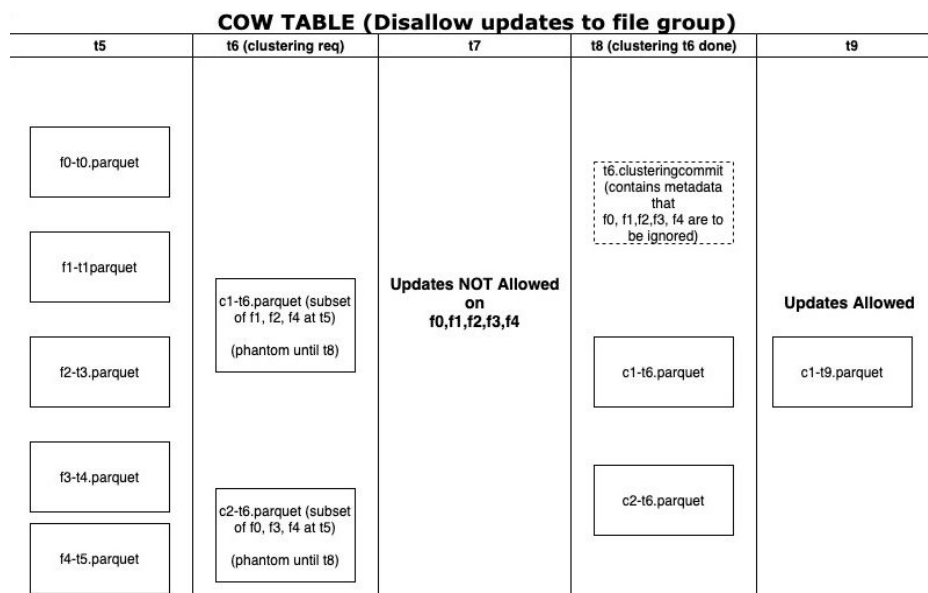 COW TABLE (Disallow updates to file group)
t5
t6 (clustering req)
t7
t8 (clustering t6 done)
t9
f0-t0.parquet
f1-t1parquet
f2-t3.parquet
f3-t4.parquet
f4-t5.parquet
c1-t6.parquet (subset
of f1, f2, f4 at t5)
(phantom until t8)
c2-t6.parquet (subset
of f0, f3, f4 at t5)
(phantom until t8)
Updates NOT Allowed
on
f0,f1,f2,f3,f4
t6.clusteringcommit
(contains metadata
that
f0, f1,f2,f3, f4 are to
be ignored)
c1-t6.parquet
c2-t6.parquet
Updates Allowed
c1-t9.parquet